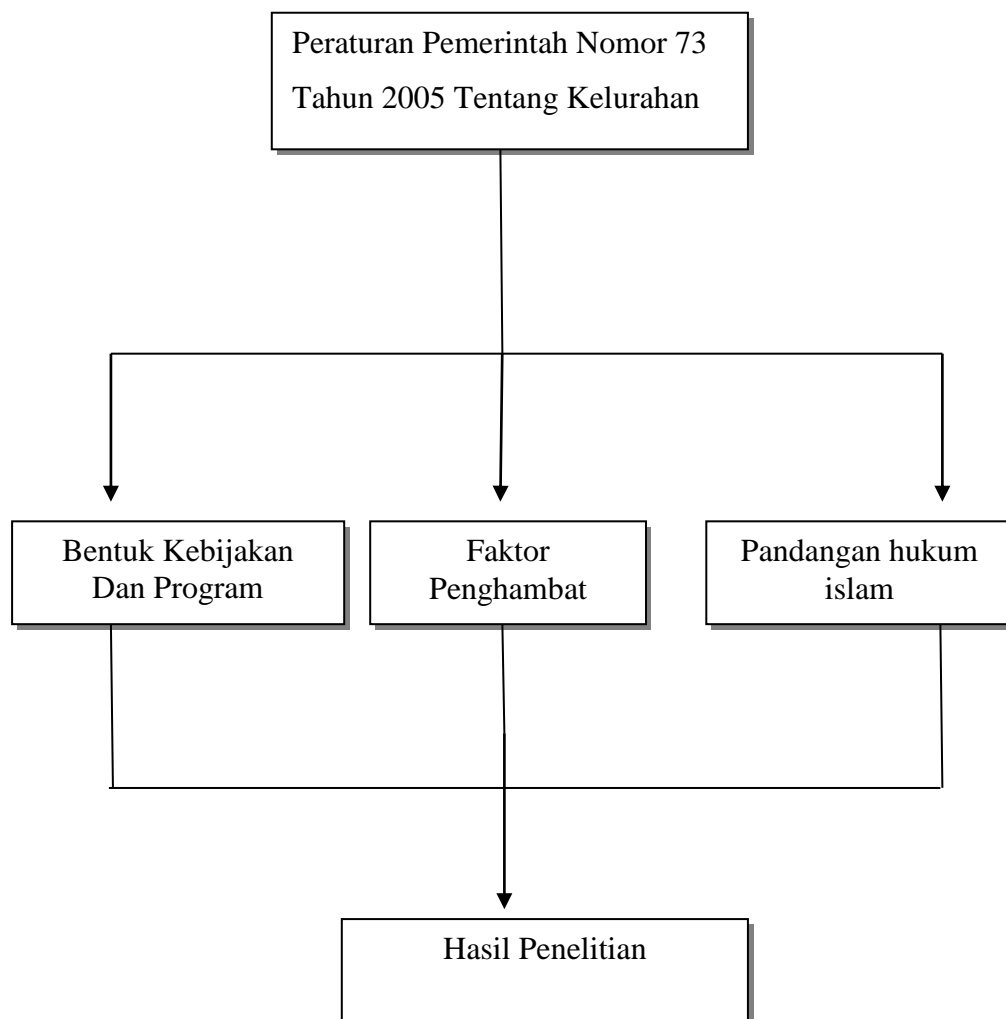 Peraturan Pemerintah Nomor 73
Tahun 2005 Tentang Kelurahan
Bentuk Kebijakan
Dan Program
Faktor
Penghambat
Pandangan hukum
islam
Hasil Penelitian